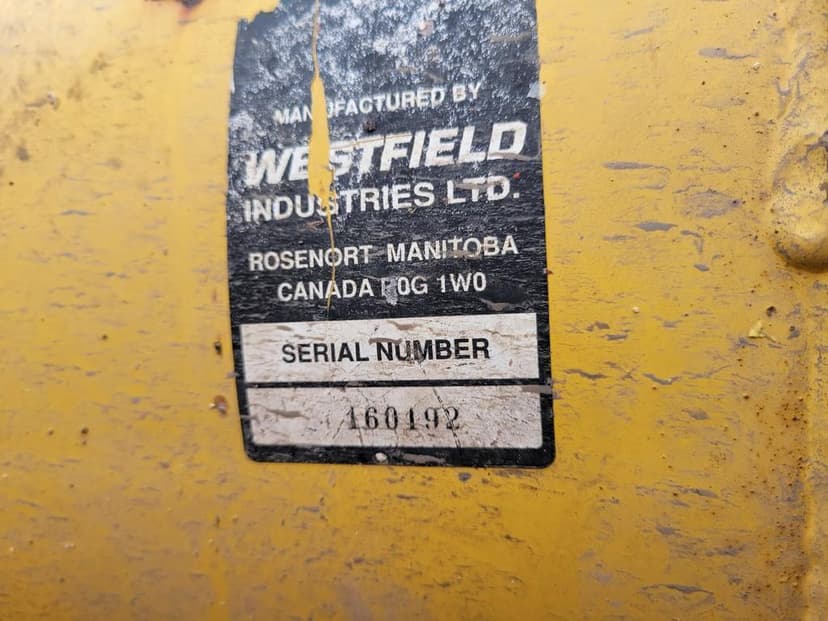 MANUFACTURED BY
WESTFIELD
INDUSTRIES LTD.
ROSENORT MANITOBA
CANADA R0G 1W0
SERIAL NUMBER
160192